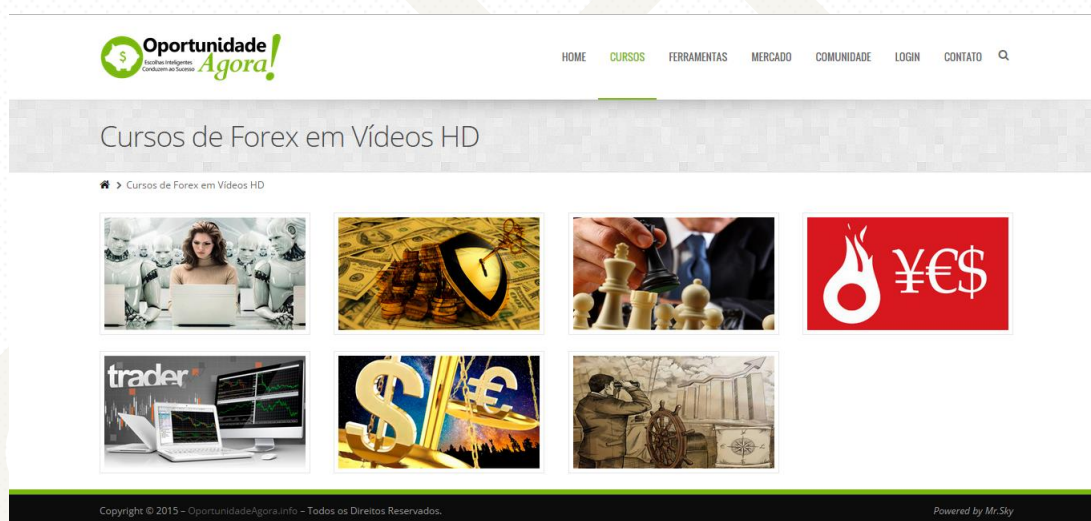 Oportunidade
Escolhas Inteligentes
Conduzem ao Sucesso
Agora!
HOME CURSOS FERRAMENTAS MERCADO COMUNIDADE LOGIN CONTATO
Cursos de Forex em Vídeos HD
> Cursos de Forex em Vídeos HD
¥€$
trader
$ €
Copyright © 2015 – OportunidadeAgora.info – Todos os Direitos Reservados.
Powered by Mr.Sky